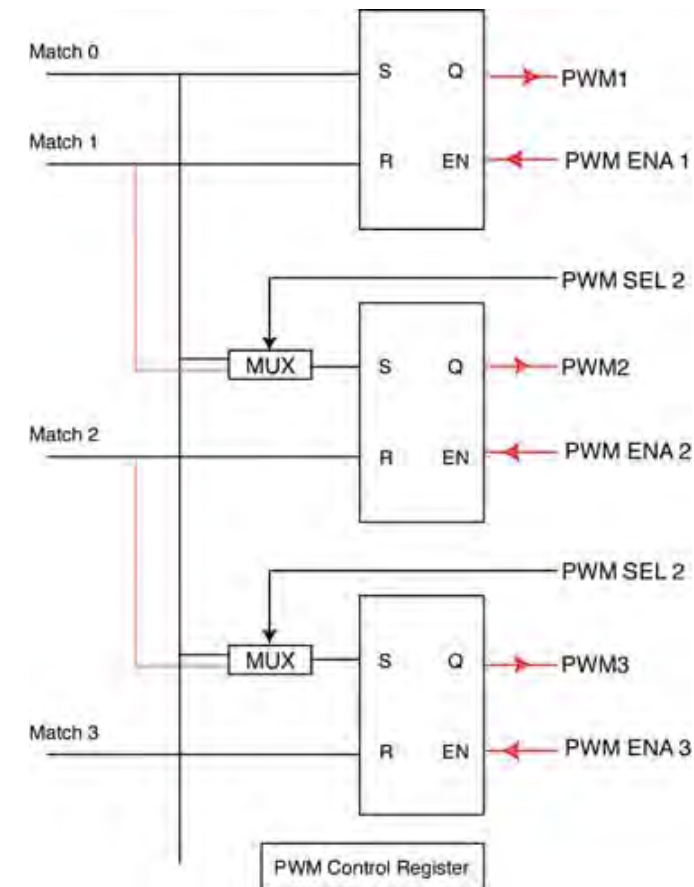 Match 0
S Q
PWM1
Match 1
R EN
PWM ENA 1
PWM SEL 2
MUX
S Q
PWM2
Match 2
R EN
PWM ENA 2
PWM SEL 2
MUX
S Q
PWM3
Match 3
R EN
PWM ENA 3
PWM Control Register